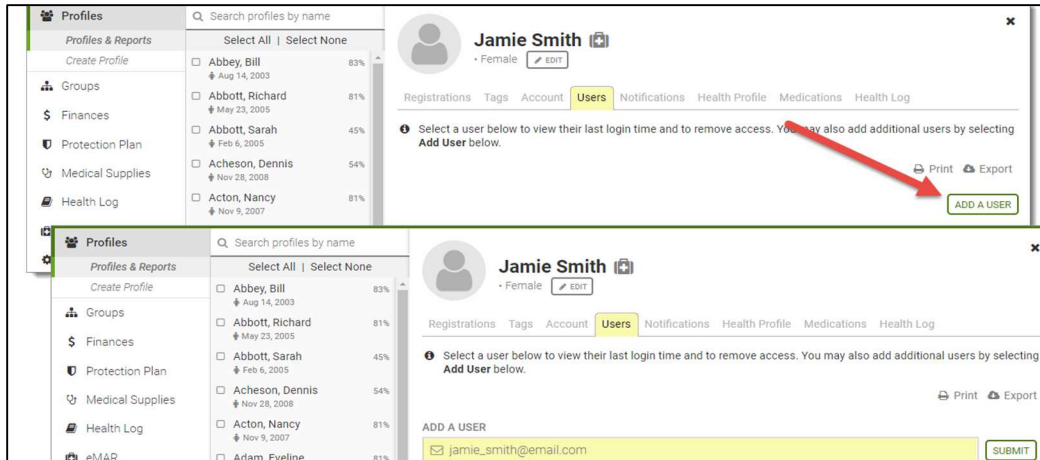 Profiles
Profiles & Reports
Create Profile
Groups
$ Finances
Protection Plan
Medical Supplies
Health Log
Search profiles by name
Select All | Select None
Abbey, Bill 83%
Aug 14, 2003
Abbott, Richard 81%
May 23, 2005
Abbott, Sarah 45%
Feb 6, 2005
Acheson, Dennis 54%
Nov 28, 2008
Acton, Nancy 81%
Nov 9, 2007
Jamie Smith
• Female EDIT
Registrations Tags Account Users Notifications Health Profile Medications Health Log
Select a user below to view their last login time and to remove access. You may also add additional users by selecting
Add User below.
Print Export
ADD A USER
Profiles
Profiles & Reports
Create Profile
Groups
$ Finances
Protection Plan
Medical Supplies
Health Log
eMAR
Search profiles by name
Select All | Select None
Abbey, Bill 83%
Aug 14, 2003
Abbott, Richard 81%
May 23, 2005
Abbott, Sarah 45%
Feb 6, 2005
Acheson, Dennis 54%
Nov 28, 2008
Acton, Nancy 81%
Nov 9, 2007
Adam, Eveline 81%
Jamie Smith
• Female EDIT
Registrations Tags Account Users Notifications Health Profile Medications Health Log
Select a user below to view their last login time and to remove access. You may also add additional users by selecting
Add User below.
Print Export
ADD A USER
jamie_smith@email.com SUBMIT